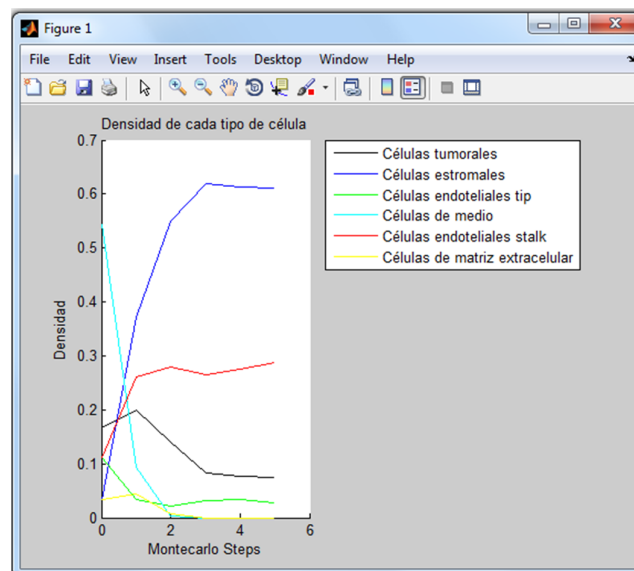 Figure 1
File Edit View Insert Tools Desktop Window Help
Densidad de cada tipo de célula
0.7
0.6
0.5
0.4
0.3
0.2
0.1
0
Densidad
0 2 4 6
Montecarlo Steps
Células tumorales
Células estromales
Células endoteliales tip
Células de medio
Células endoteliales stalk
Células de matriz extracelular